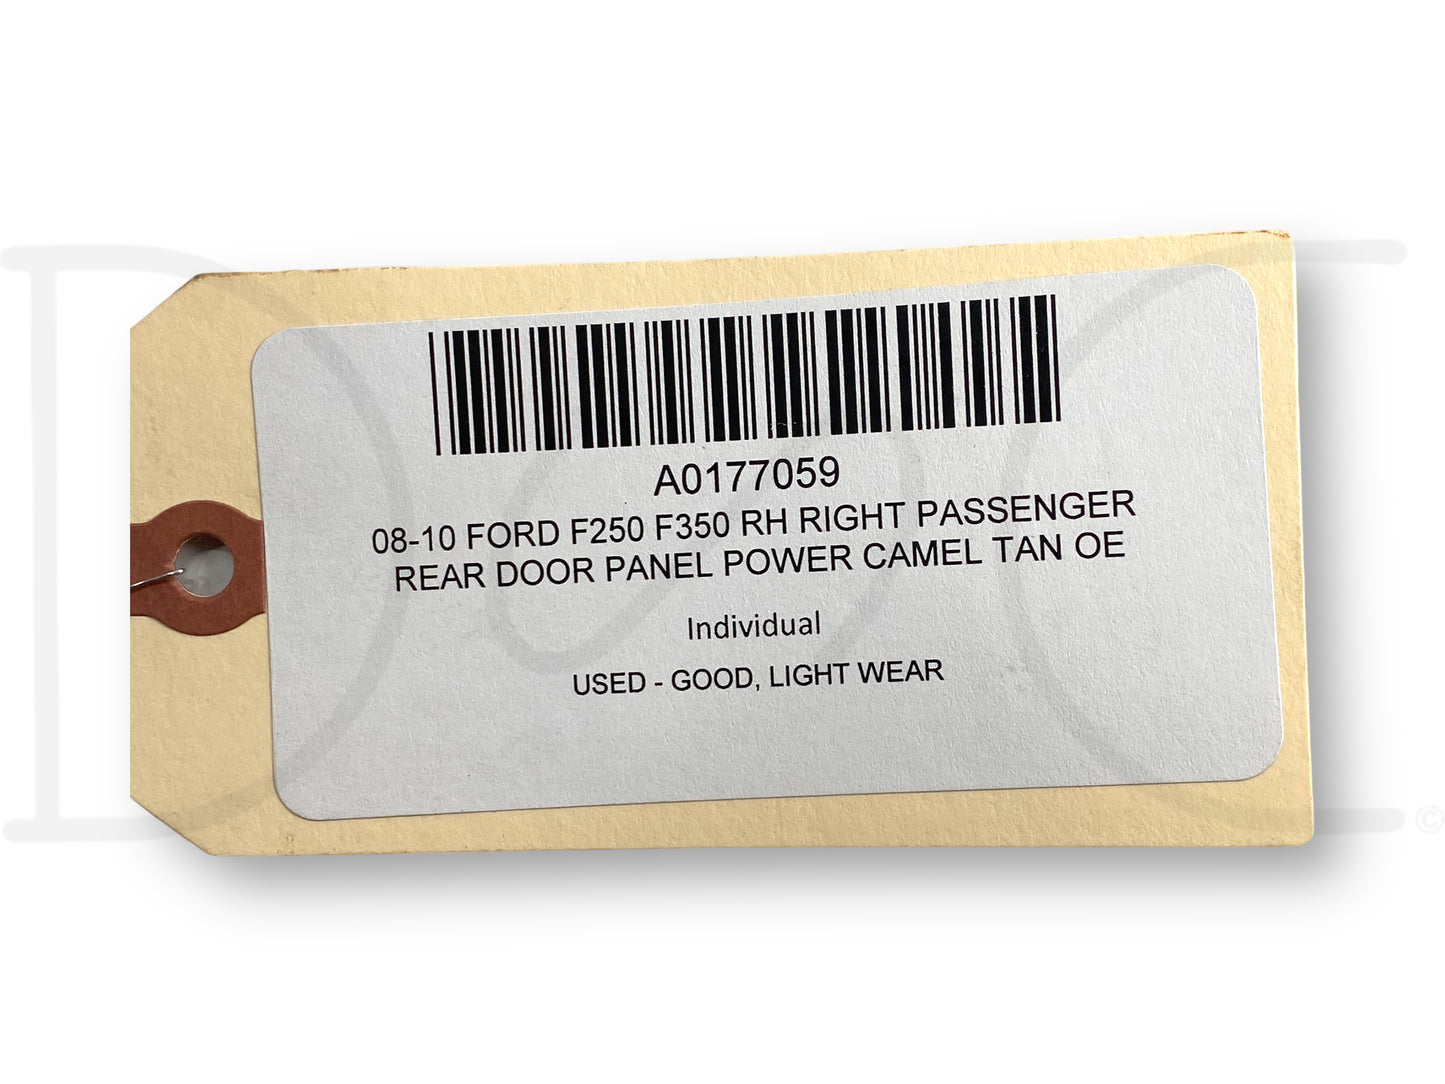 A0177059
08-10 FORD F250 F350 RH RIGHT PASSENGER
REAR DOOR PANEL POWER CAMEL TAN OE
Individual
USED - GOOD, LIGHT WEAR
©